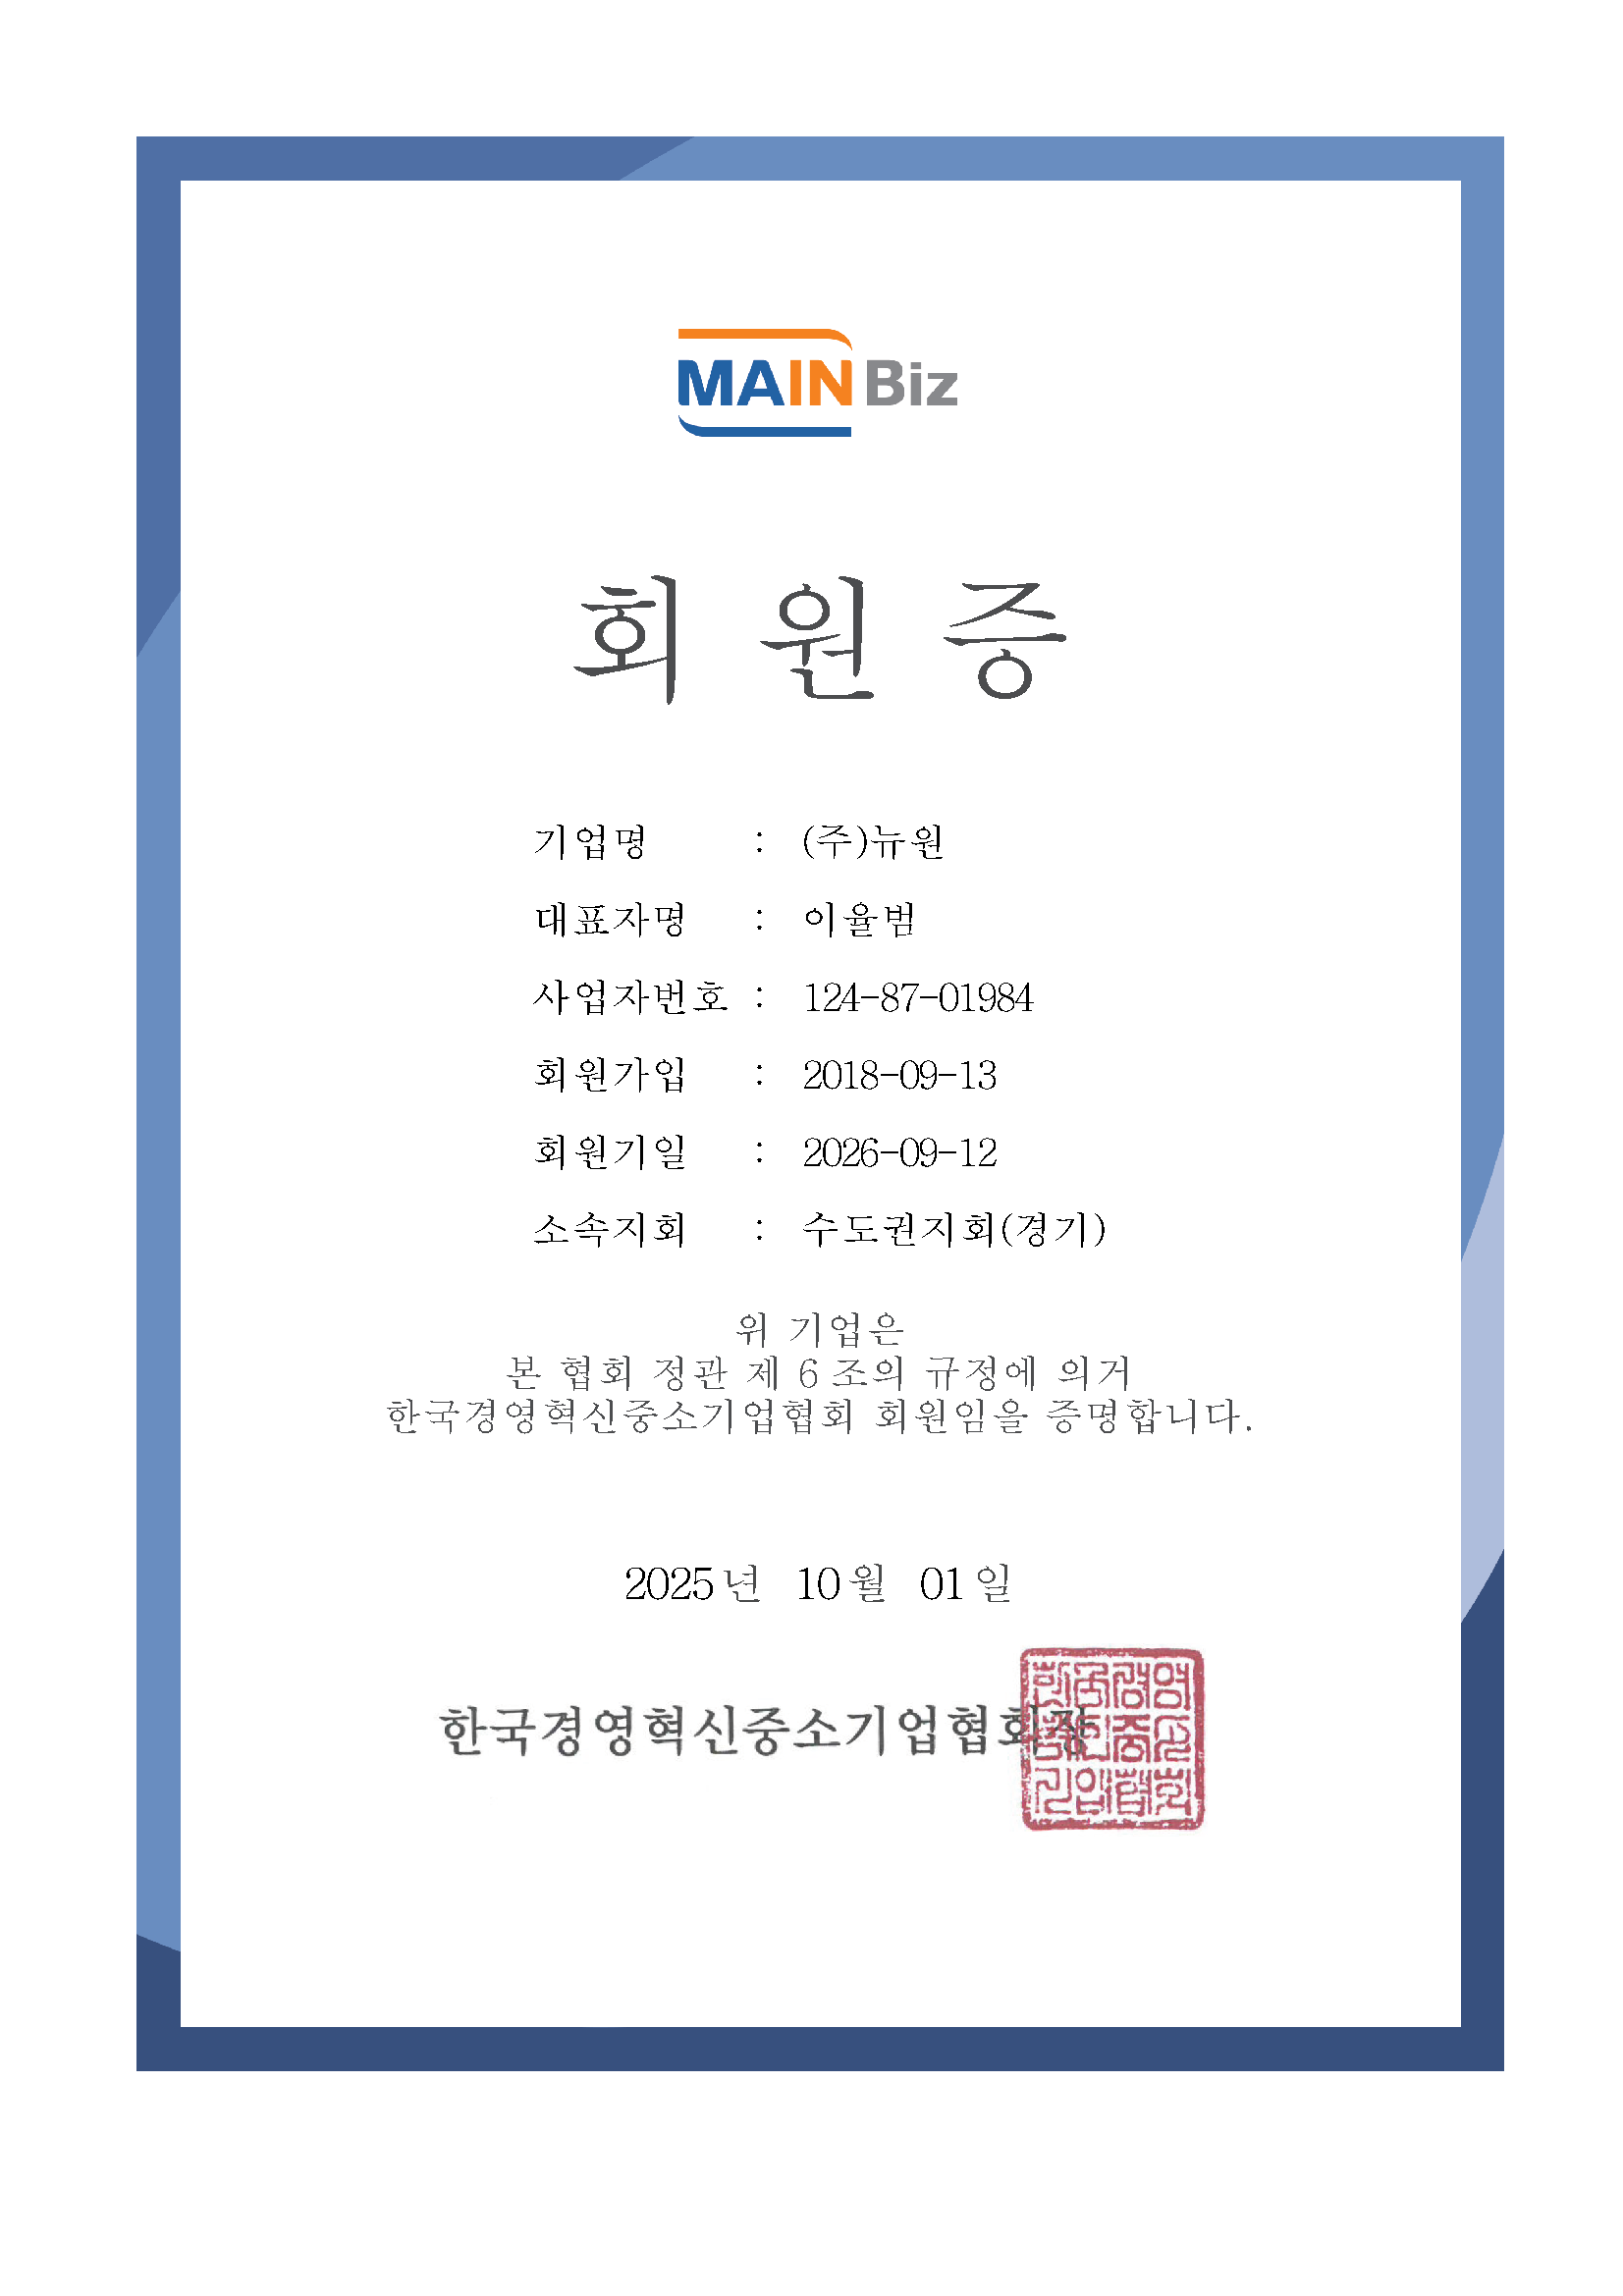 MAIN Biz
회 원 증
기업명 : (주)뉴원
대표자명 : 이율범
사업자번호 : 124-87-01984
회원가입 : 2018-09-13
회원기일 : 2026-09-12
소속지회 : 수도권지회(경기)
위 기업은
본 협회 정관 제 6 조의 규정에 의거
한국경영혁신중소기업협회 회원임을 증명합니다.
2025 년 10 월 01 일
한국경영혁신중소기업협회장